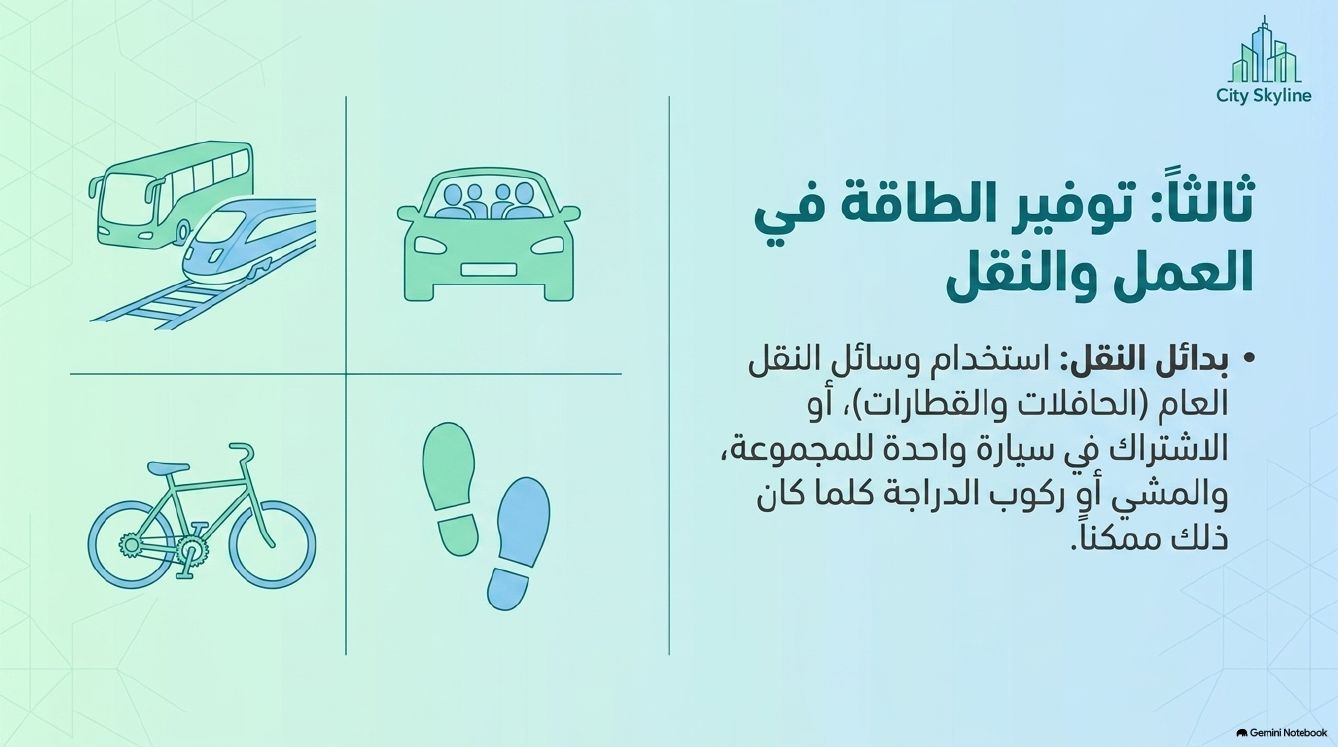 City Skyline
ثالثاً: توفير الطاقة في
العمل والنقل
• بدائل النقل: استخدام وسائل النقل
العام (الحافلات والقطارات)، أو
الاشتراك في سيارة واحدة للمجموعة،
والمشي أو ركوب الدراجة كلما كان
ذلك ممكناً.
Gemini Notebook